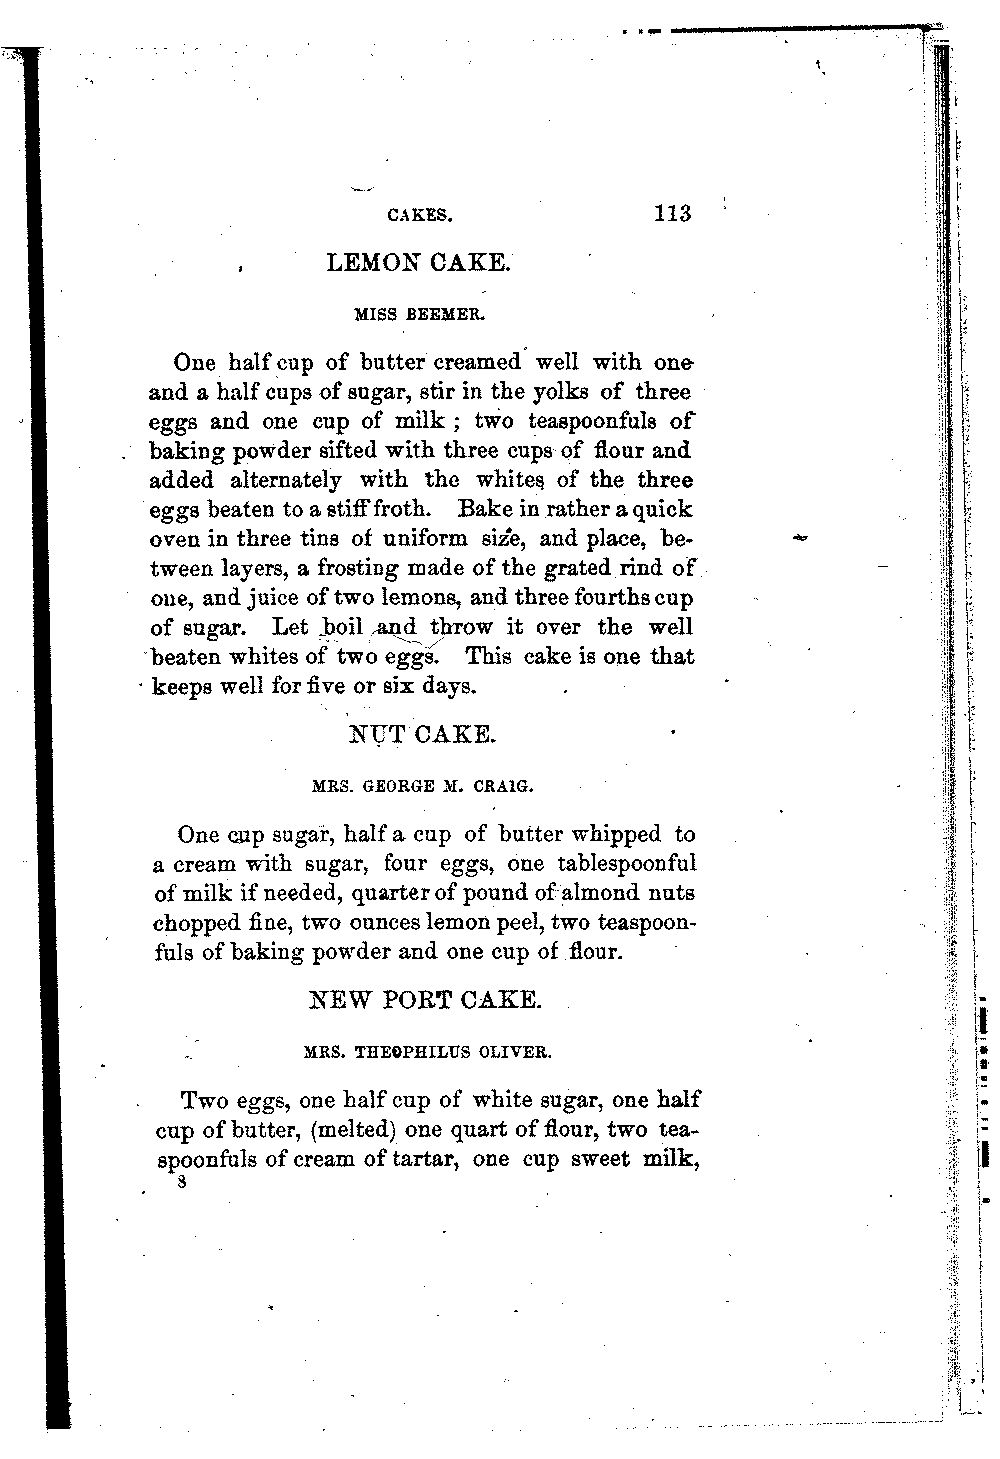 CAKES. 113
LEMON CAKE.
MISS BEEMER.
One half cup of butter creamed well with one
and a half cups of sugar, stir in the yolks of three
eggs and one cup of milk ; two teaspoonfuls of
baking powder sifted with three cups of flour and
added alternately with the whites of the three
eggs beaten to a stiff froth. Bake in rather a quick
oven in three tins of uniform size, and place, be-
tween layers, a frosting made of the grated rind of
one, and juice of two lemons, and three fourths cup
of sugar. Let boil and throw it over the well
beaten whites of two eggs. This cake is one that
keeps well for five or six days.
NUT CAKE.
MRS. GEORGE M. CRAIG.
One cup sugar, half a cup of butter whipped to
a cream with sugar, four eggs, one tablespoonful
of milk if needed, quarter of pound of almond nuts
chopped fine, two ounces lemon peel, two teaspoon-
fuls of baking powder and one cup of flour.
NEW PORT CAKE.
MRS. THEOPHILUS OLIVER.
Two eggs, one half cup of white sugar, one half
cup of butter, (melted) one quart of flour, two tea-
spoonfuls of cream of tartar, one cup sweet milk,
8